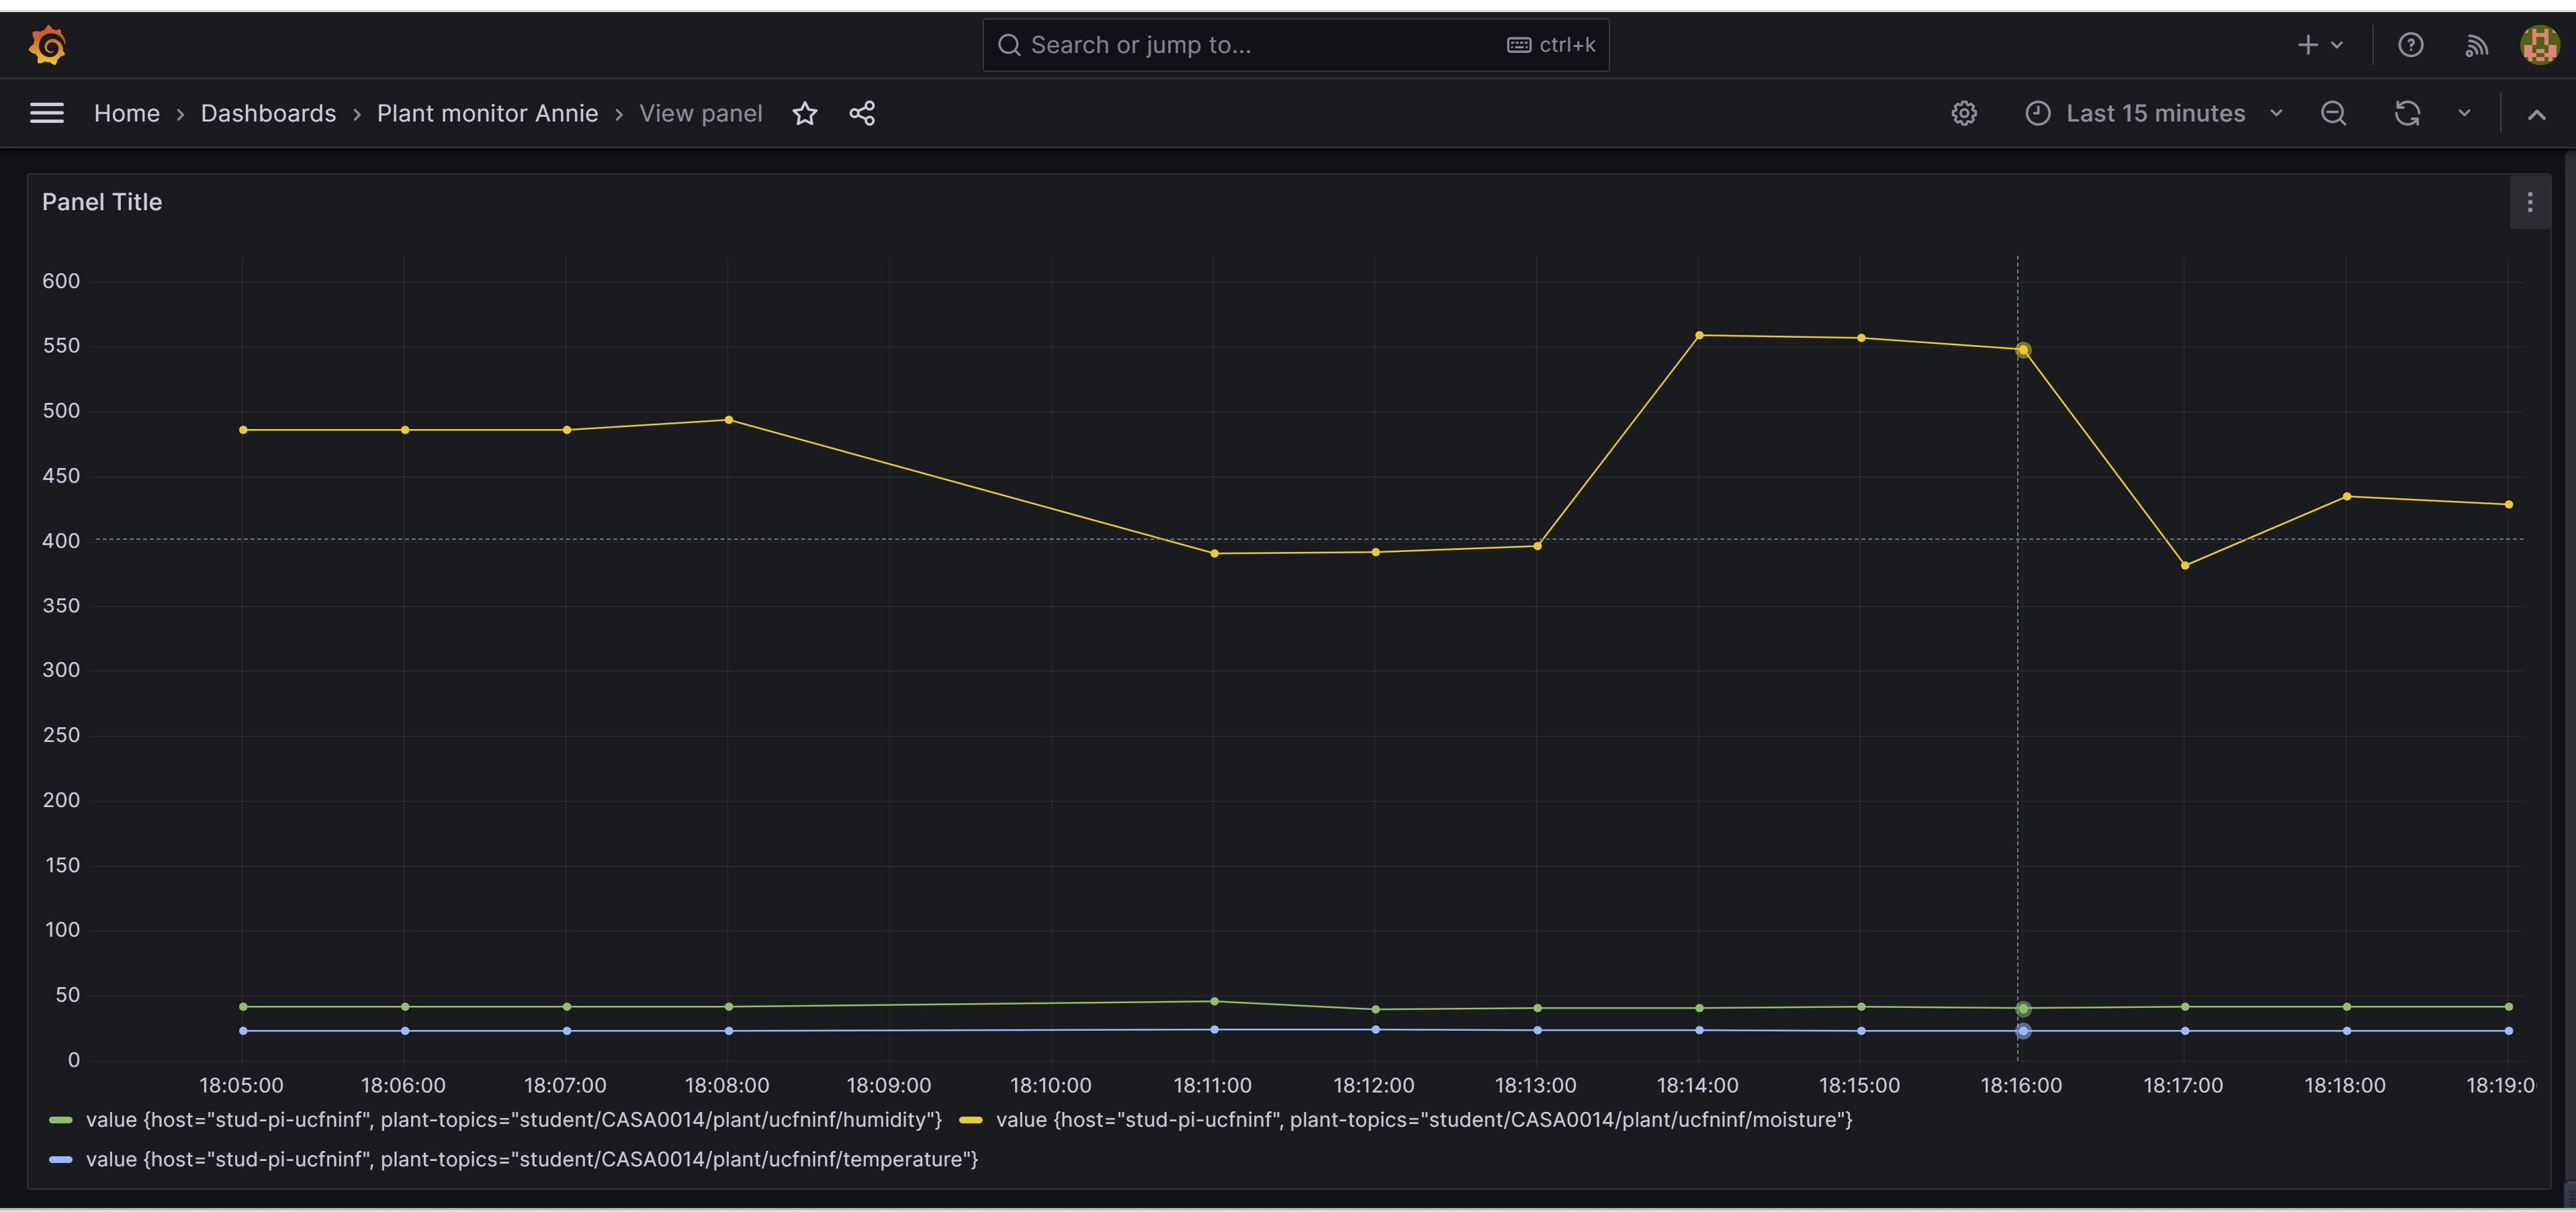 Search or jump to... ctrl+k
Home › Dashboards › Plant monitor Annie › View panel Last 15 minutes
Panel Title
600
550
500
450
400
350
300
250
200
150
100
50
0
18:05:00 18:06:00 18:07:00 18:08:00 18:09:00 18:10:00 18:11:00 18:12:00 18:13:00 18:14:00 18:15:00 18:16:00 18:17:00 18:18:00 18:19:0
value {host="stud-pi-ucfninf", plant-topics="student/CASA0014/plant/ucfninf/humidity"} value {host="stud-pi-ucfninf", plant-topics="student/CASA0014/plant/ucfninf/moisture"}
value {host="stud-pi-ucfninf", plant-topics="student/CASA0014/plant/ucfninf/temperature"}